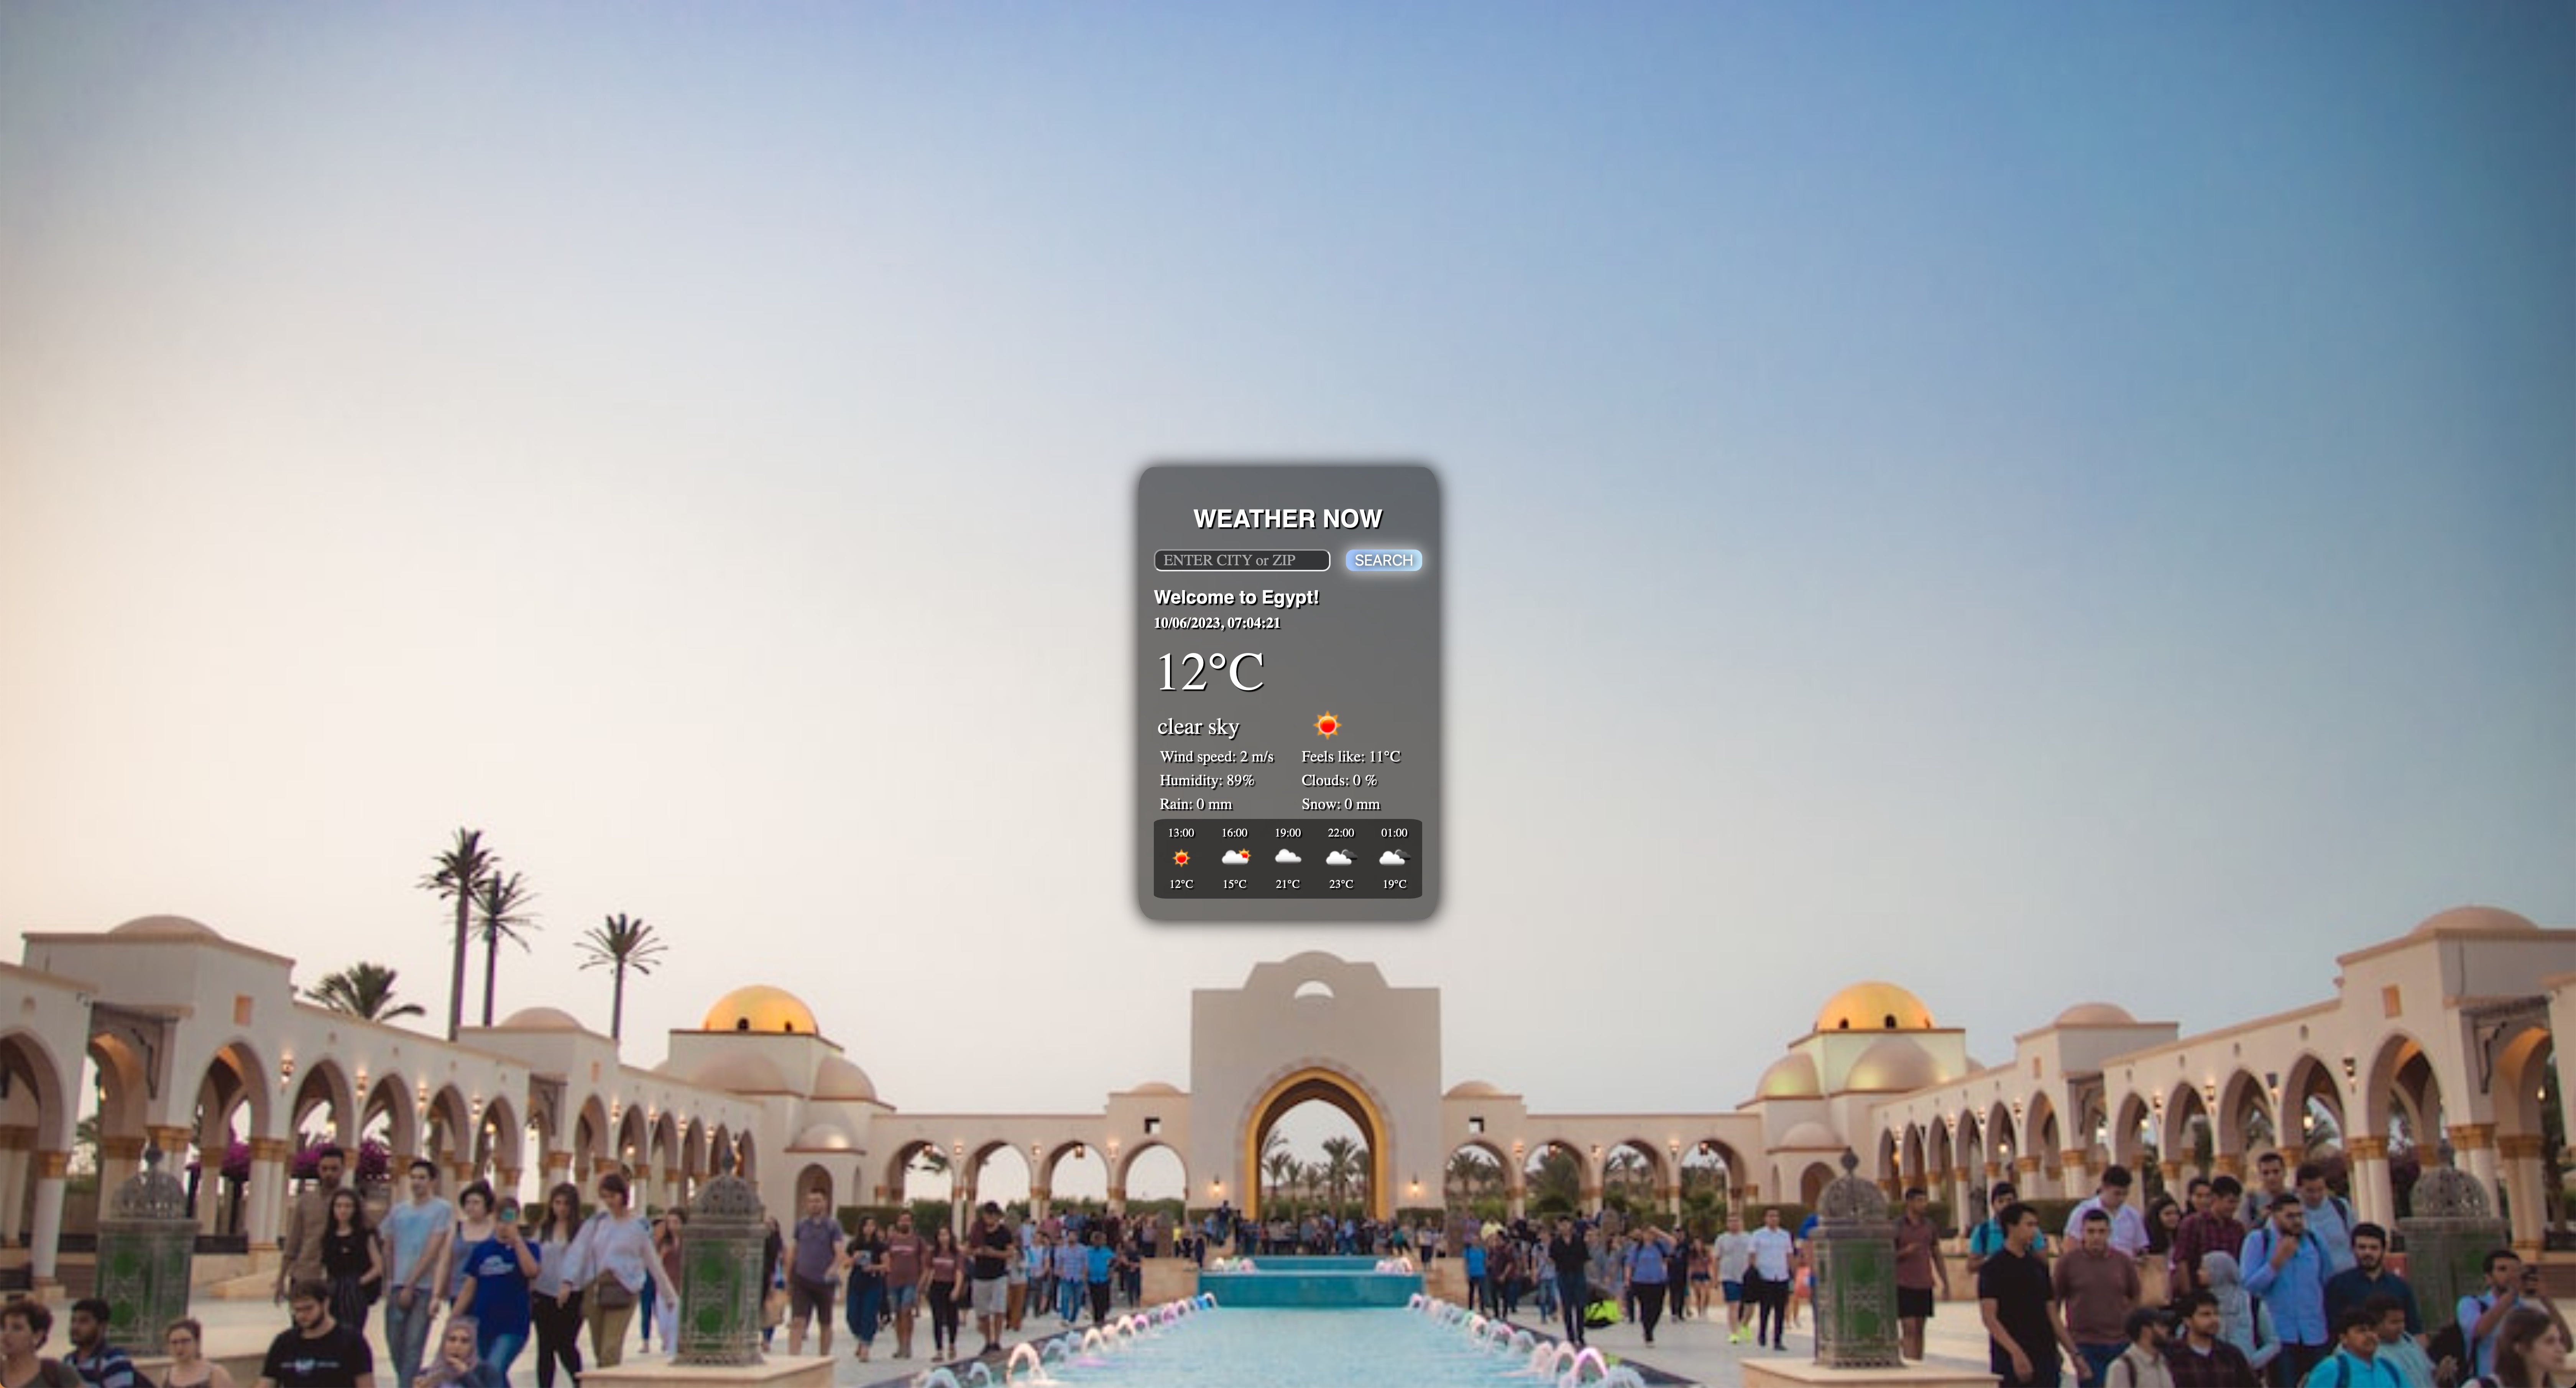 WEATHER NOW
ENTER CITY or ZIP SEARCH
Welcome to Egypt!
10/06/2023, 07:04:21
12°C
clear sky
Wind speed: 2 m/s Feels like: 11°C
Humidity: 89% Clouds: 0 %
Rain: 0 mm Snow: 0 mm
13:00 16:00 19:00 22:00 01:00
12°C 15°C 21°C 23°C 19°C